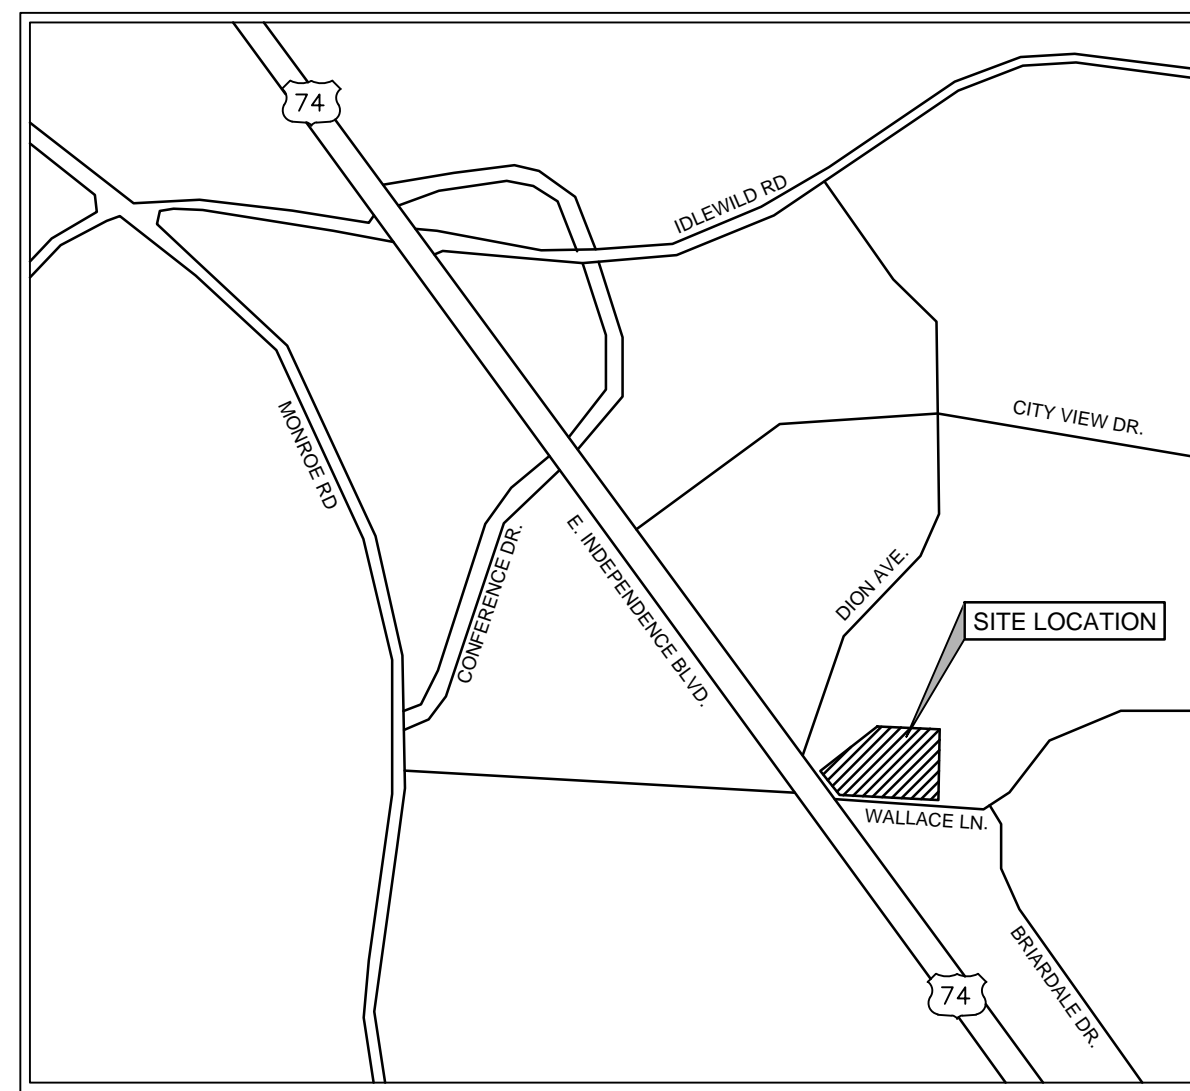 74
IDLEWILD RD
CITY VIEW DR.
MONROE RD
CONFERENCE DR.
E. INDEPENDENCE BLVD.
DION AVE.
SITE LOCATION
WALLACE LN.
BRIARDALE DR.
74